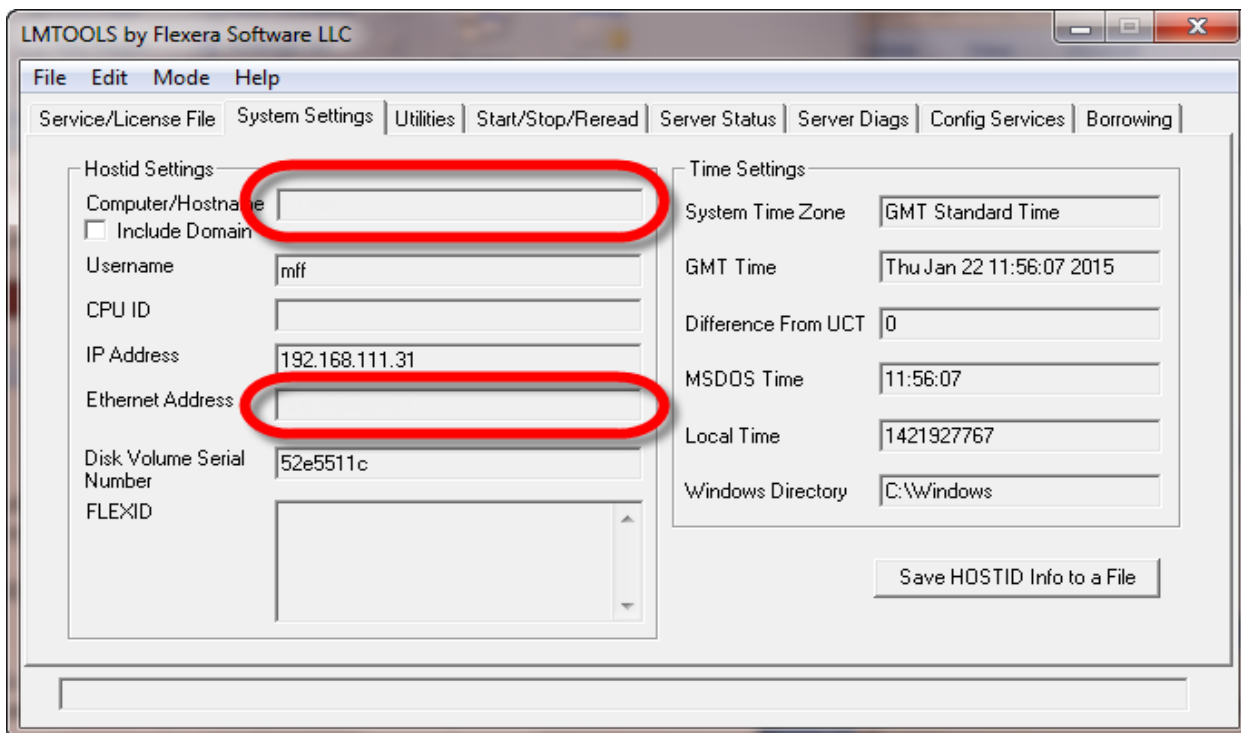 LMTOOLS by Flexera Software LLC
File Edit Mode Help
Service/License File System Settings Utilities Start/Stop/Reread Server Status Server Diags Config Services Borrowing
Hostid Settings
Computer/Hostname
Include Domain
Username mff
CPU ID
IP Address 192.168.111.31
Ethernet Address
Disk Volume Serial Number 52e5511c
FLEXID
Time Settings
System Time Zone GMT Standard Time
GMT Time Thu Jan 22 11:56:07 2015
Difference From UCT 0
MSDOS Time 11:56:07
Local Time 1421927767
Windows Directory C:\Windows
Save HOSTID Info to a File